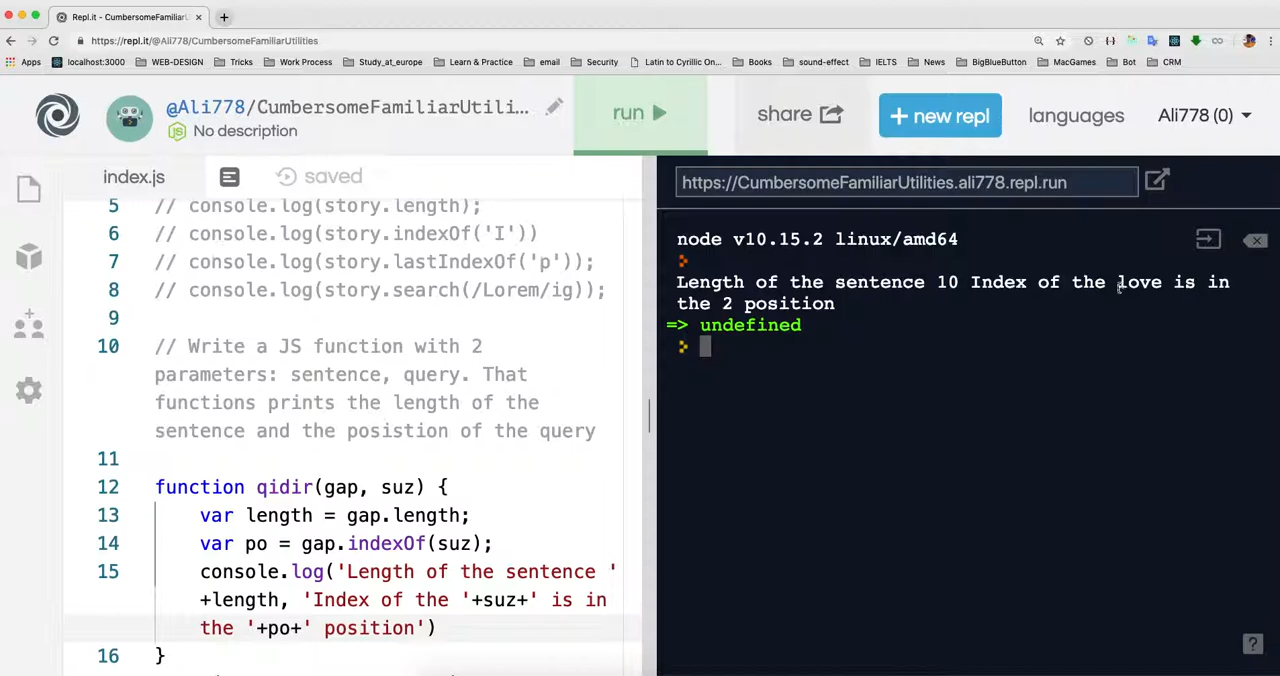 Repl.it - CumbersomeFamiliarU
https://repl.it/@Ali778/CumbersomeFamiliarUtilities
Apps localhost:3000 WEB-DESIGN Tricks Work Process Study_at_europe Learn & Practice email Security Latin to Cyrillic On... Books sound-effect IELTS News BigBlueButton MacGames Bot CRM
@Ali778/CumbersomeFamiliarUtili...
No description
run
share
+ new repl
languages
Ali778 (0)
index.js
saved
https://CumbersomeFamiliarUtilities.ali778.repl.run
5 // console.log(story.length);
6 // console.log(story.indexOf('I'))
7 // console.log(story.lastIndexOf('p'));
8 // console.log(story.search(/Lorem/ig));
9
10 // Write a JS function with 2
parameters: sentence, query. That
functions prints the length of the
sentence and the posistion of the query
11
12 function qidir(gap, suz) {
13 var length = gap.length;
14 var po = gap.indexOf(suz);
15 console.log('Length of the sentence '
+length, 'Index of the '+suz+' is in
the '+po+' position')
16 }
node v10.15.2 linux/amd64
Length of the sentence 10 Index of the love is in
the 2 position
=> undefined
?